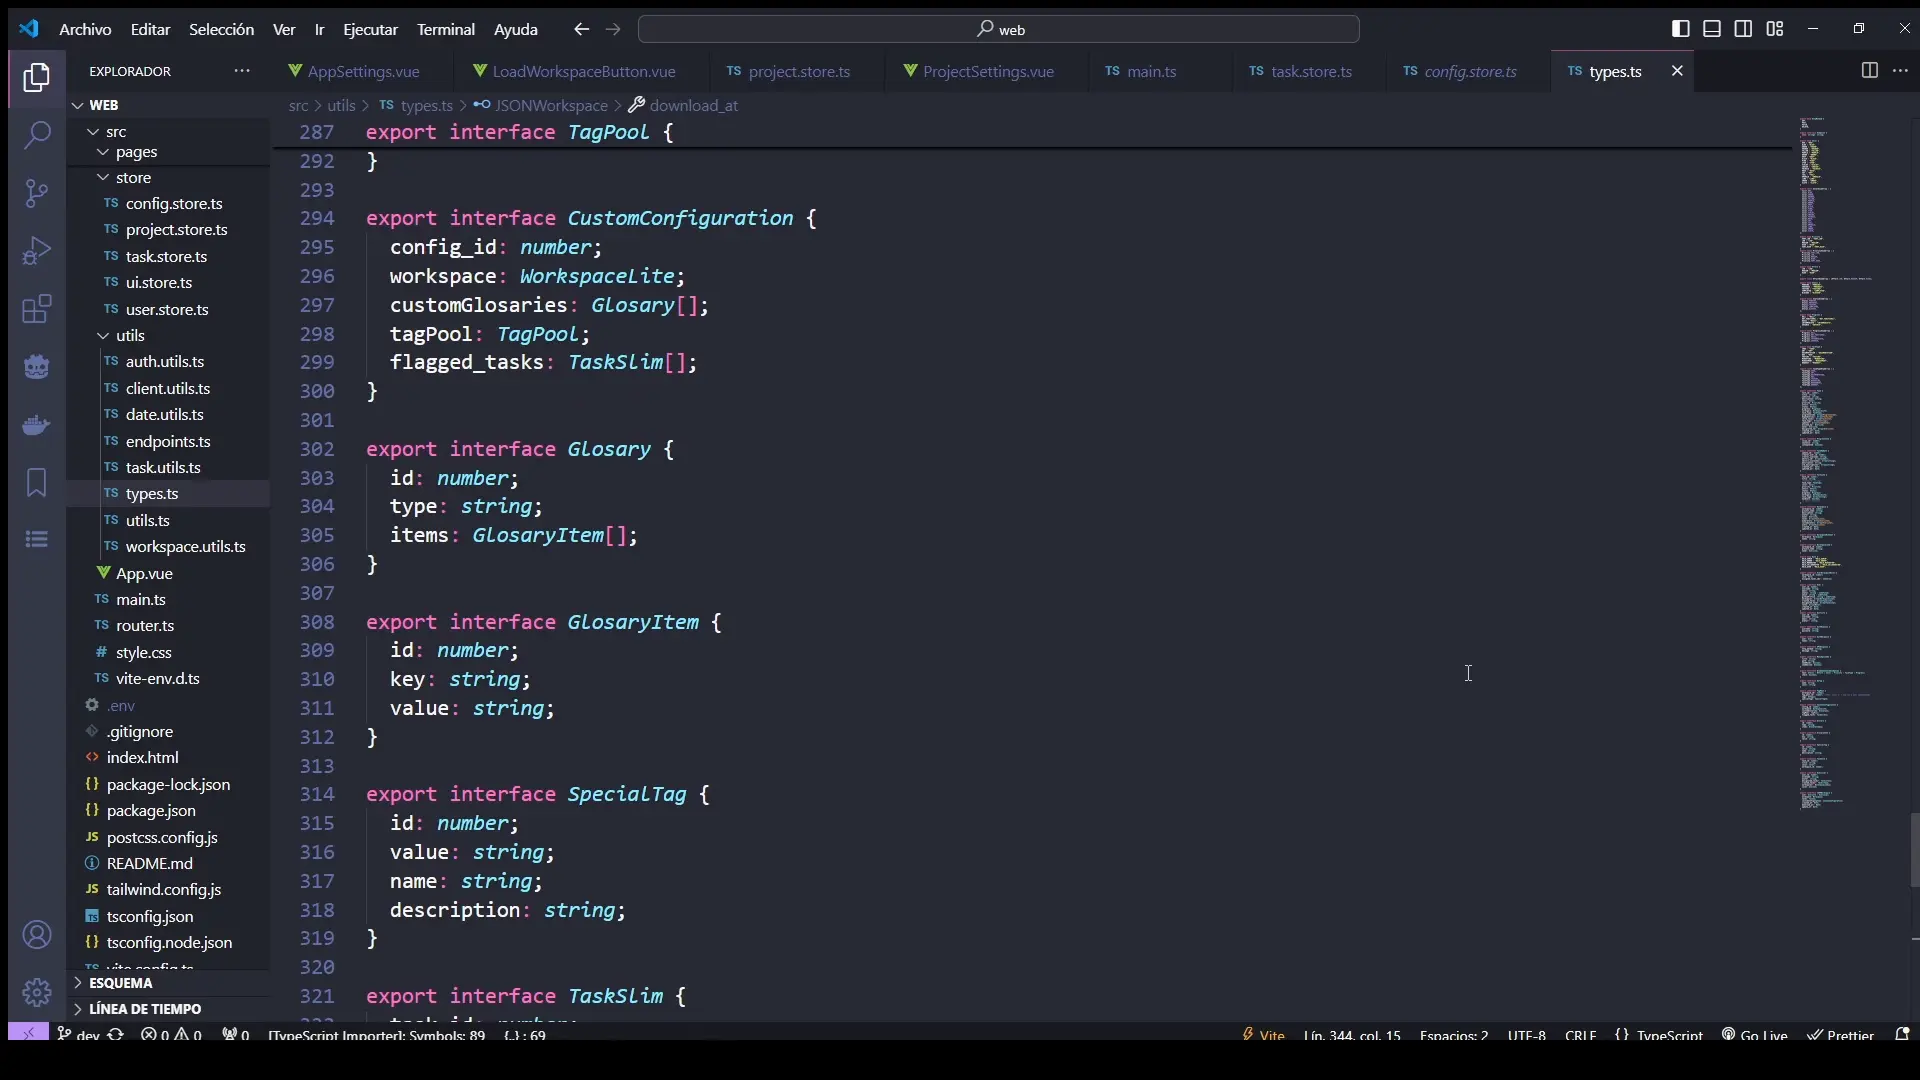 Archivo Editar Selección Ver Ir Ejecutar Terminal Ayuda
web
EXPLORADOR
AppSettings.vue
LoadWorkspaceButton.vue
TS project.store.ts
ProjectSettings.vue
TS main.ts
TS task.store.ts
TS config.store.ts
TS types.ts
WEB
src
pages
store
TS config.store.ts
TS project.store.ts
TS task.store.ts
TS ui.store.ts
TS user.store.ts
utils
TS auth.utils.ts
TS client.utils.ts
TS date.utils.ts
TS endpoints.ts
TS task.utils.ts
TS types.ts
TS utils.ts
TS workspace.utils.ts
App.vue
TS main.ts
TS router.ts
# style.css
TS vite-env.d.ts
.env
.gitignore
<> index.html
{} package-lock.json
{} package.json
JS postcss.config.js
README.md
JS tailwind.config.js
TS tsconfig.json
{} tsconfig.node.json
TS vite.config.ts
ESQUEMA
LÍNEA DE TIEMPO
src > utils > TS types.ts > JSONWorkspace > download_at
287 export interface TagPool {
292 }
293
294 export interface CustomConfiguration {
295 config_id: number;
296 workspace: WorkspaceLite;
297 customGlosaries: Glosary[];
298 tagPool: TagPool;
299 flagged_tasks: TaskSlim[];
300 }
301
302 export interface Glosary {
303 id: number;
304 type: string;
305 items: GlosaryItem[];
306 }
307
308 export interface GlosaryItem {
309 id: number;
310 key: string;
311 value: string;
312 }
313
314 export interface SpecialTag {
315 id: number;
316 value: string;
317 name: string;
318 description: string;
319 }
320
321 export interface TaskSlim {
322 task_id: number;
dev 0 0 0 [TypeScript Importer]: Symbols: 89 {..} : 69
Vite Lín. 344, col. 15 Espacios: 2 UTF-8 CRLF {} TypeScript Go Live Prettier